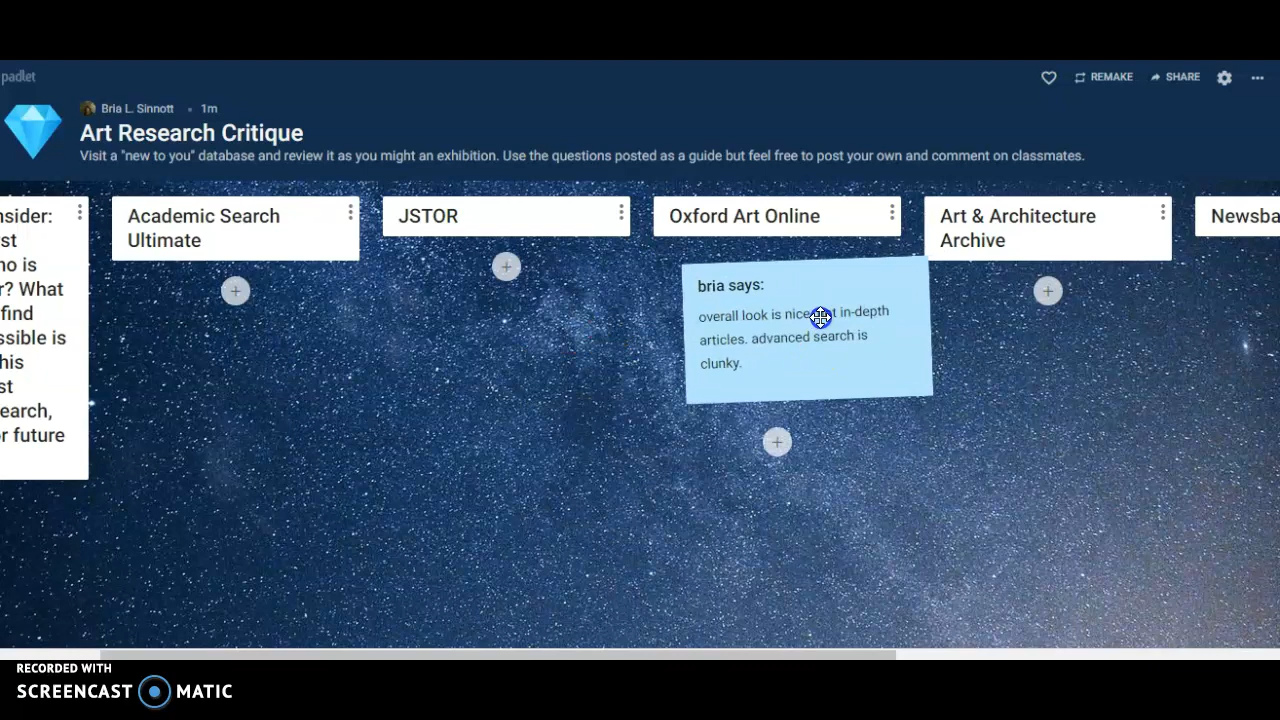 padlet
REMAKE
SHARE
Bria L. Sinnott • 1m
Art Research Critique
Visit a "new to you" database and review it as you might an exhibition. Use the questions posted as a guide but feel free to post your own and comment on classmates.
nsider:
rst
no is
r? What
find
ssible is
his
st
earch,
or future
Academic Search
Ultimate
JSTOR
Oxford Art Online
bria says:
overall look is nice in-depth
articles. advanced search is
clunky.
Art & Architecture
Archive
Newsba
RECORDED WITH
SCREENCAST MATIC